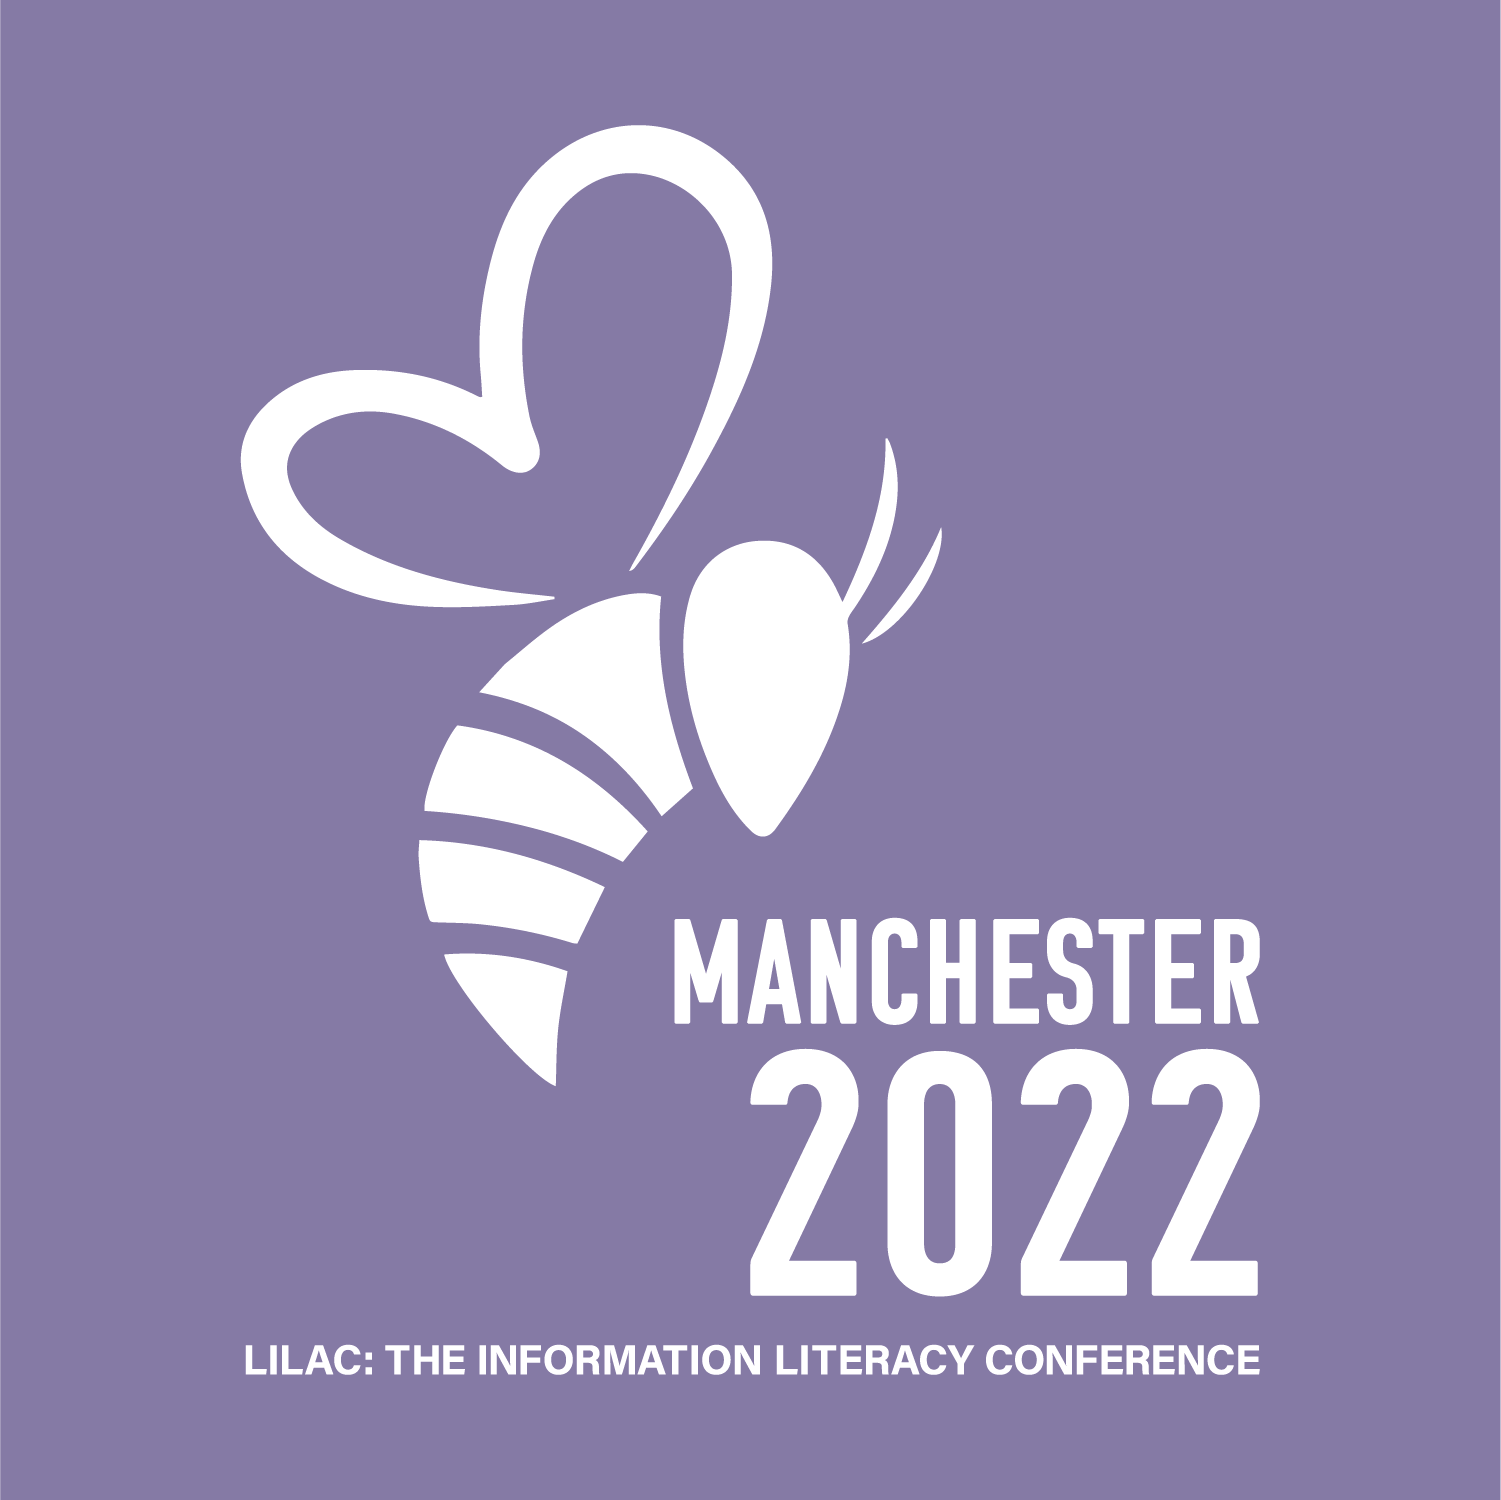 MANCHESTER
2022
LILAC: THE INFORMATION LITERACY CONFERENCE